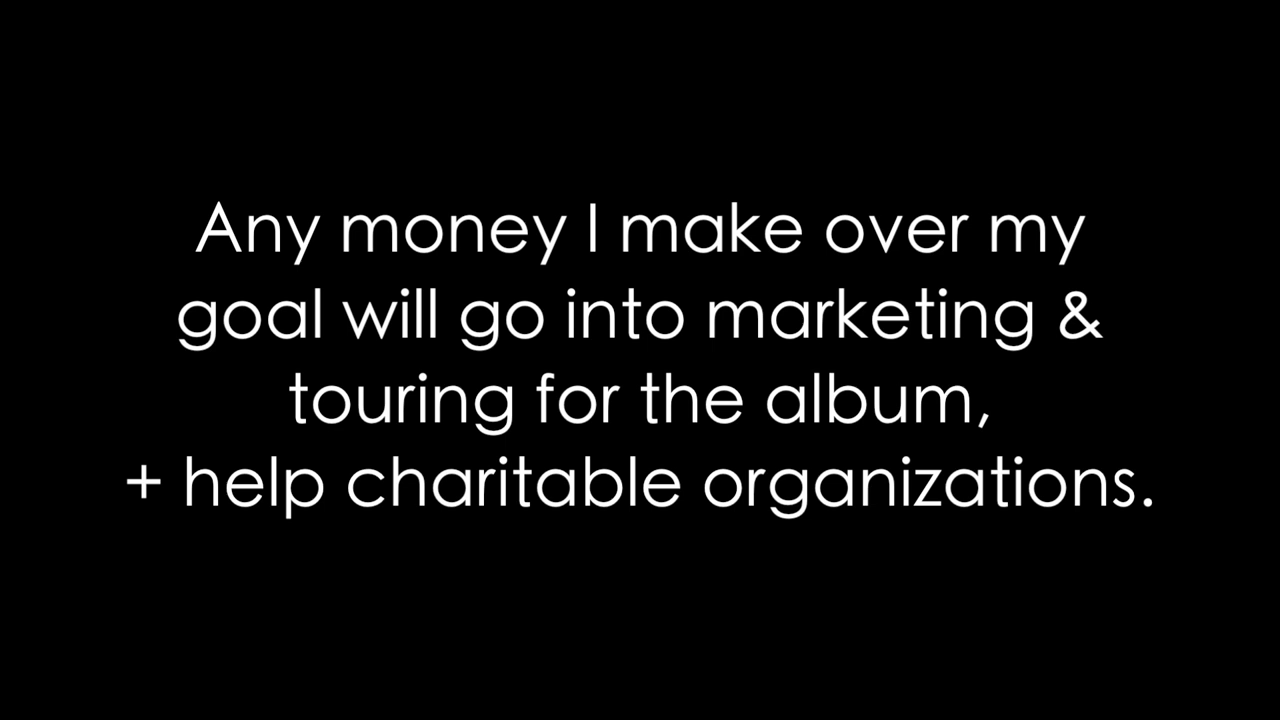 Any money I make over my
goal will go into marketing &
touring for the album,
+ help charitable organizations.